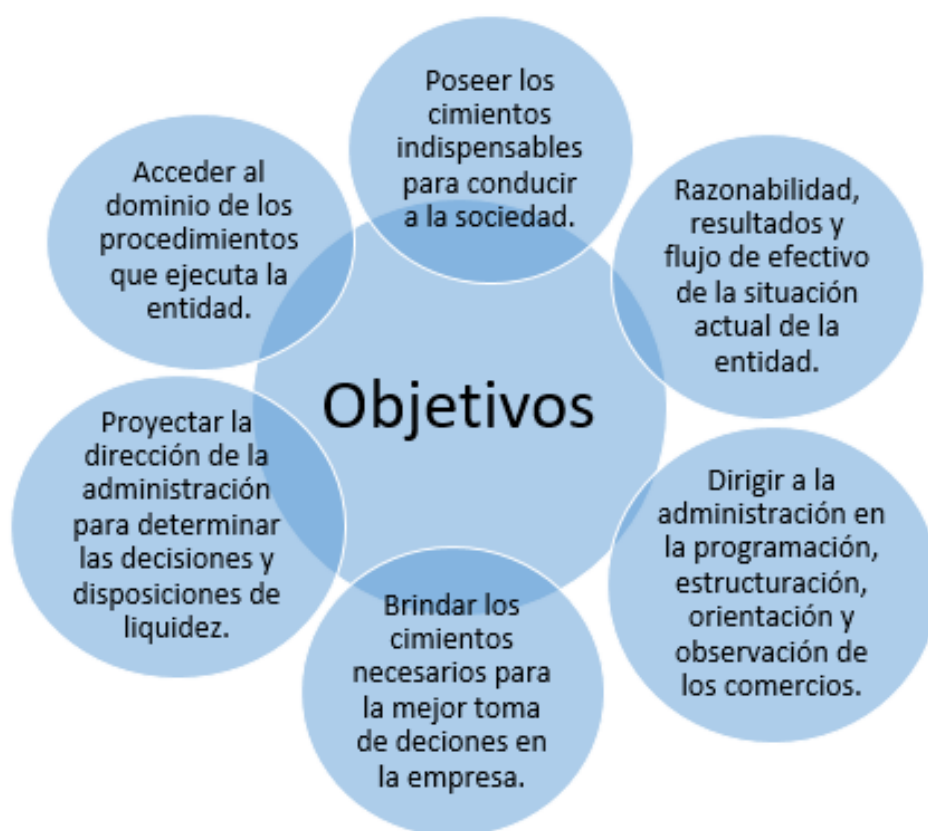 Poseer los
cimientos
indispensables
para conducir
a la sociedad.
Razonabilidad,
resultados y
flujo de efectivo
de la situación
actual de la
entidad.
Dirigir a la
administración en
la programación,
estructuración,
orientación y
observación de
los comercios.
Brindar los
cimientos
necesarios para
la mejor toma
de deciones en
la empresa.
Proyectar la
dirección de la
administración
para determinar
las decisiones y
disposiciones de
liquidez.
Acceder al
dominio de los
procedimientos
que ejecuta la
entidad.
Objetivos